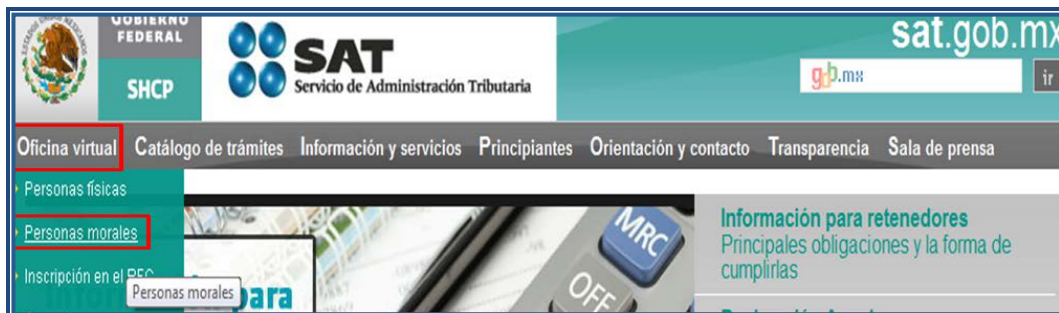 GOBIERNO
FEDERAL
SHCP
SAT
Servicio de Administración Tributaria
sat.gob.mx
gob.mx
ir
Oficina virtual Catálogo de trámites Información y servicios Principiantes Orientación y contacto Transparencia Sala de prensa
Personas físicas
Personas morales
Inscripción en el RFC
Personas morales
para
MRC
OFF
Información para retenedores
Principales obligaciones y la forma de
cumplirlas